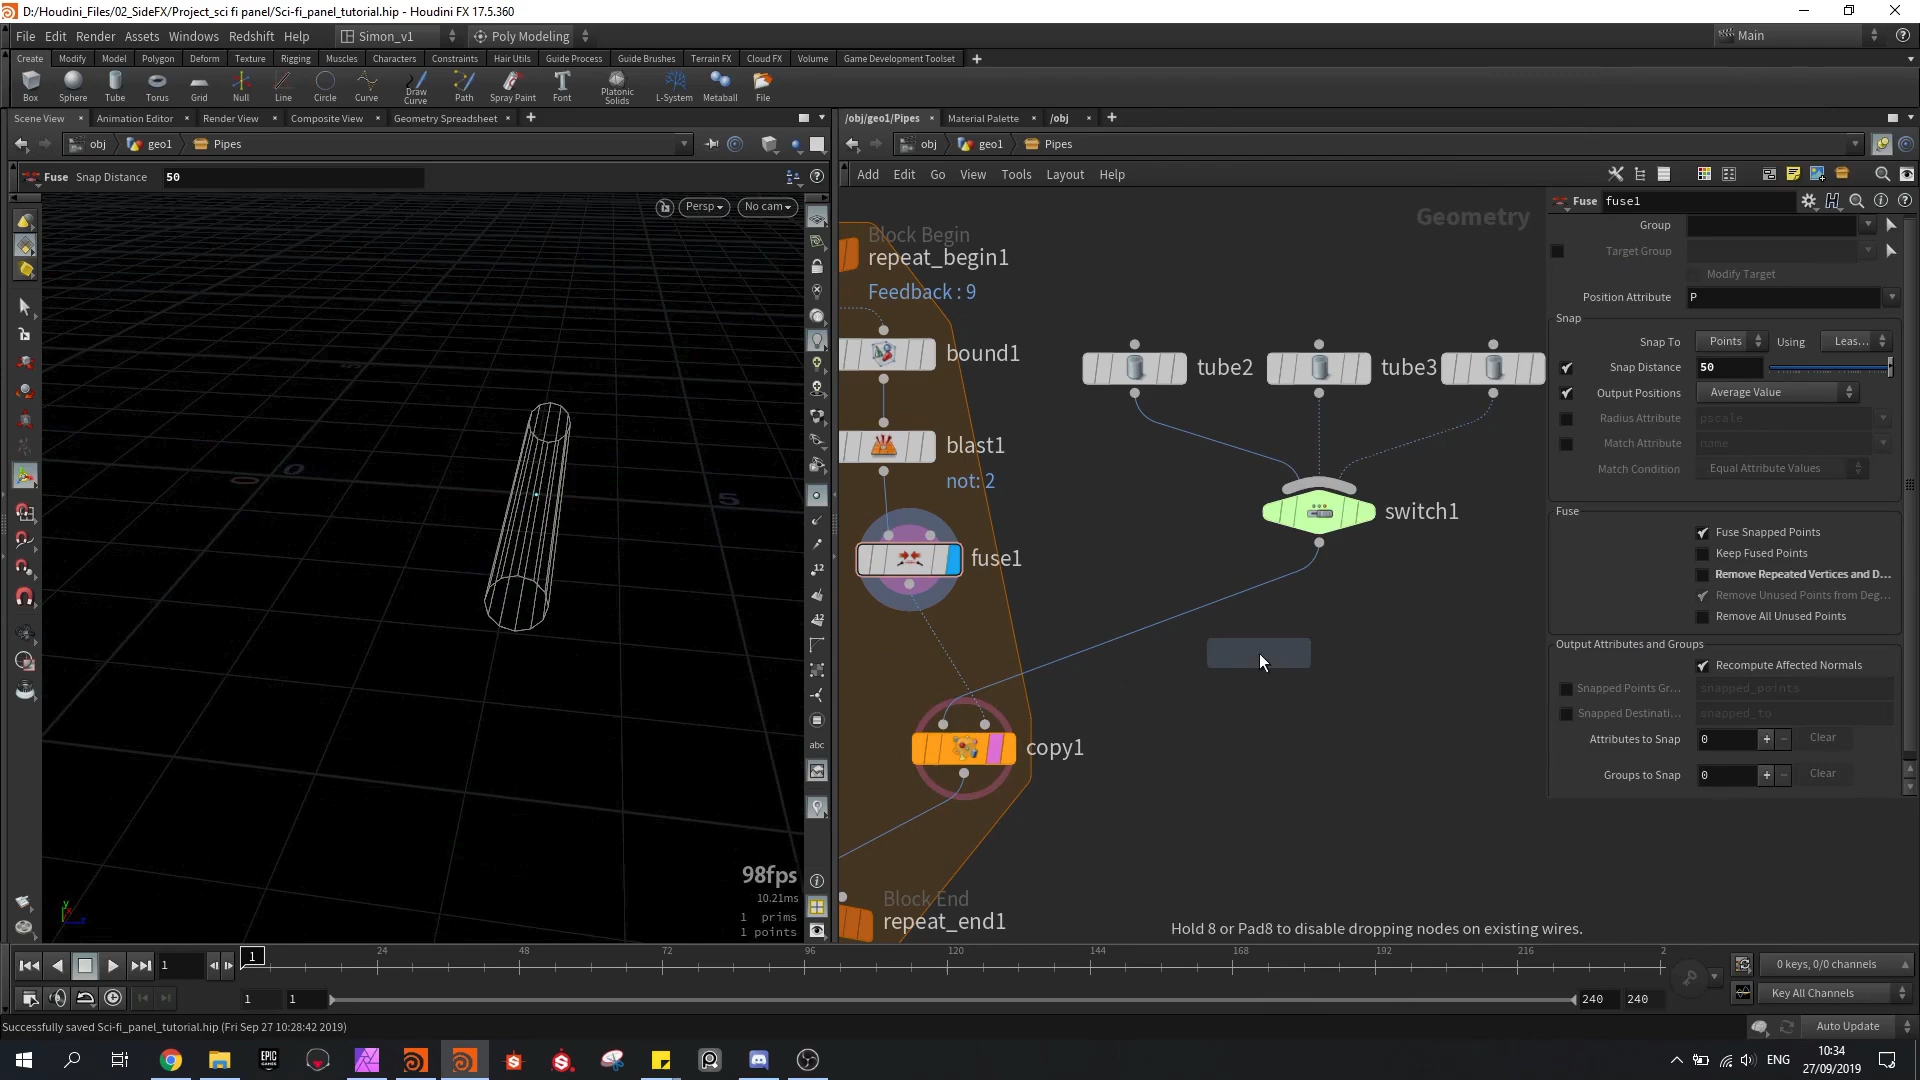 D:/Houdini_Files/02_SideFX/Project_sci fi panel/Sci-fi_panel_tutorial.hip - Houdini FX 17.5.360
File Edit Render Assets Windows Redshift Help Simon_v1 Poly Modeling Main
Create Modify Model Polygon Deform Texture Rigging Muscles Characters Constraints Hair Utils Guide Process Guide Brushes Terrain FX Cloud FX Volume Game Development Toolset
Box Sphere Tube Torus Grid Null Line Circle Curve Draw Curve Path Spray Paint Font Platonic Solids L-System Metaball File
Scene View Animation Editor Render View Composite View Geometry Spreadsheet
/obj/geo1/Pipes Material Palette /obj
obj geo1 Pipes
obj geo1 Pipes
Fuse Snap Distance 50
Add Edit Go View Tools Layout Help
Persp No cam
Geometry
Block Begin
repeat_begin1
Feedback : 9
bound1
tube2
tube3
blast1
not: 2
switch1
fuse1
copy1
Block End
repeat_end1
Hold 8 or Pad8 to disable dropping nodes on existing wires.
0
0
5
12
12
abc
98fps
10.21ms
1 prims
1 points
y
z
Fuse fuse1
Group
Target Group
Modify Target
Position Attribute P
Snap
Snap To Points Using Leas...
Snap Distance 50
Output Positions Average Value
Radius Attribute pscale
Match Attribute name
Match Condition Equal Attribute Values
Fuse
Fuse Snapped Points
Keep Fused Points
Remove Repeated Vertices and D...
Remove Unused Points from Deg...
Remove All Unused Points
Output Attributes and Groups
Recompute Affected Normals
Snapped Points Gr... snapped_points
Snapped Destinati... snapped_to
Attributes to Snap 0 + - Clear
Groups to Snap 0 + - Clear
1 1 24 48 72 96 120 144 168 192 216 2
0 keys, 0/0 channels
1 1 240 240
Key All Channels
Successfully saved Sci-fi_panel_tutorial.hip (Fri Sep 27 10:28:42 2019)
Auto Update
EPIC GAMES
ENG
10:34
27/09/2019